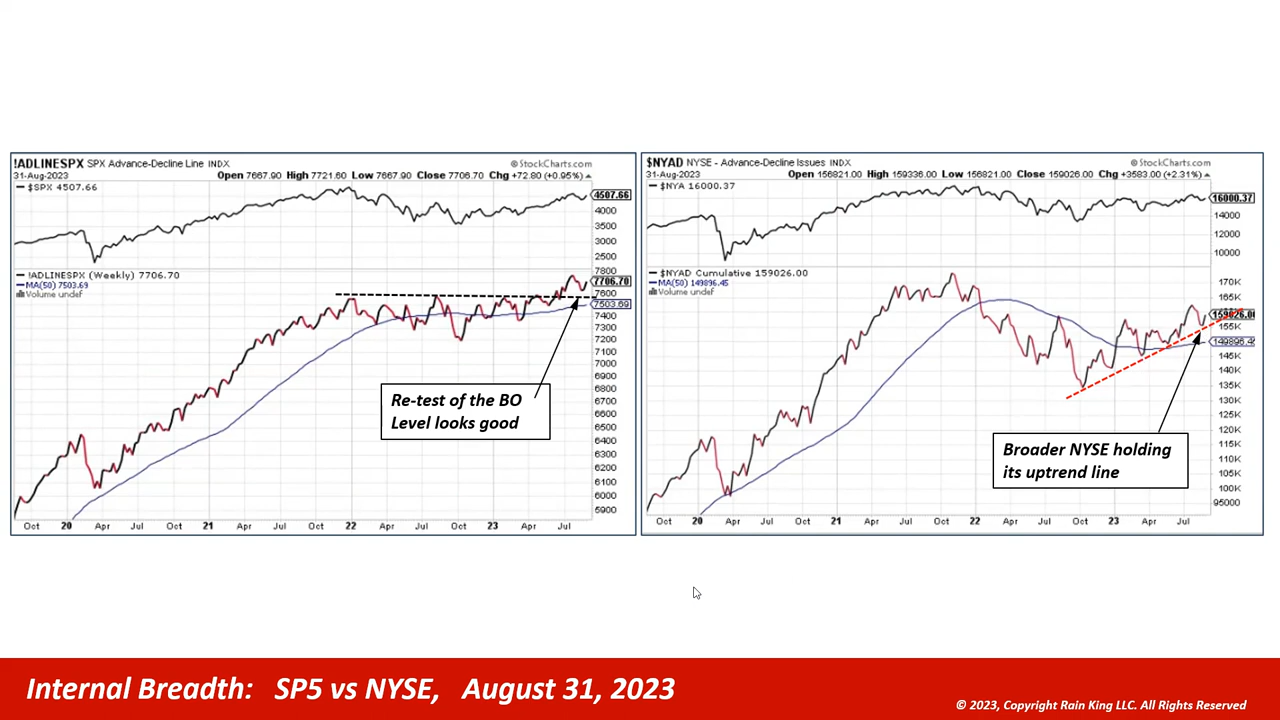 !ADLINESPX SPX Advance-Decline Line INDX
© StockCharts.com
31-Aug-2023
Open 7667.90 High 7721.60 Low 7667.90 Close 7706.70 Chg +72.80 (+0.95%)
$SPX 4507.66
4507.66
4000
3500
3000
2500
!ADLINESPX (Weekly) 7706.70
MA(50) 7503.69
Volume undef
7800
7706.70
7600
7503.69
7400
7300
7200
7100
7000
6900
6800
6700
6600
6500
6400
6300
6200
6100
6000
5900
Re-test of the BO
Level looks good
Oct 20 Apr Jul Oct 21 Apr Jul Oct 22 Apr Jul Oct 23 Apr Jul
$NYAD NYSE - Advance-Decline Issues INDX
© StockCharts.com
31-Aug-2023
Open 156821.00 High 159336.00 Low 156821.00 Close 159026.00 Chg +3583.00 (+2.31%)
$NYA 16000.37
16000.37
14000
12000
10000
$NYAD Cumulative 159026.00
MA(50) 149896.45
Volume undef
170K
165K
159026.00
155K
149896.45
145K
140K
135K
130K
125K
120K
115K
110K
105K
100K
95000
Broader NYSE holding
its uptrend line
Oct 20 Apr Jul Oct 21 Apr Jul Oct 22 Apr Jul Oct 23 Apr Jul
Internal Breadth: SP5 vs NYSE, August 31, 2023
© 2023, Copyright Rain King LLC. All Rights Reserved